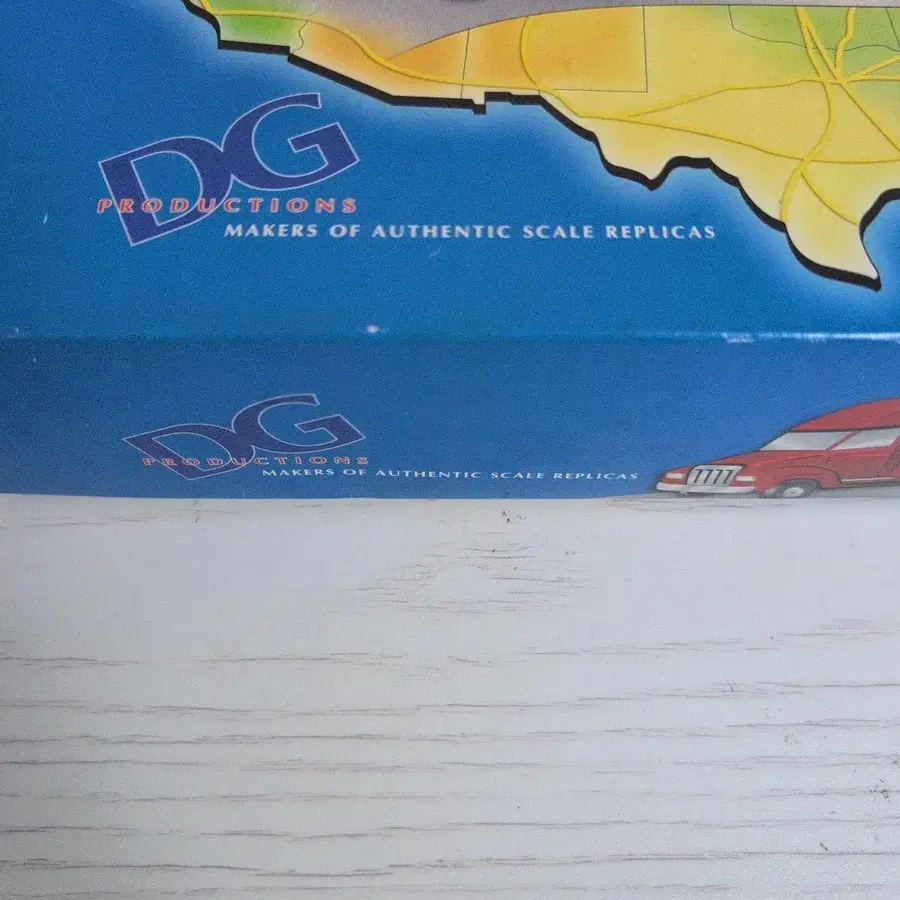 DG
PRODUCTIONS
MAKERS OF AUTHENTIC SCALE REPLICAS
DG
PRODUCTIONS
MAKERS OF AUTHENTIC SCALE REPLICAS